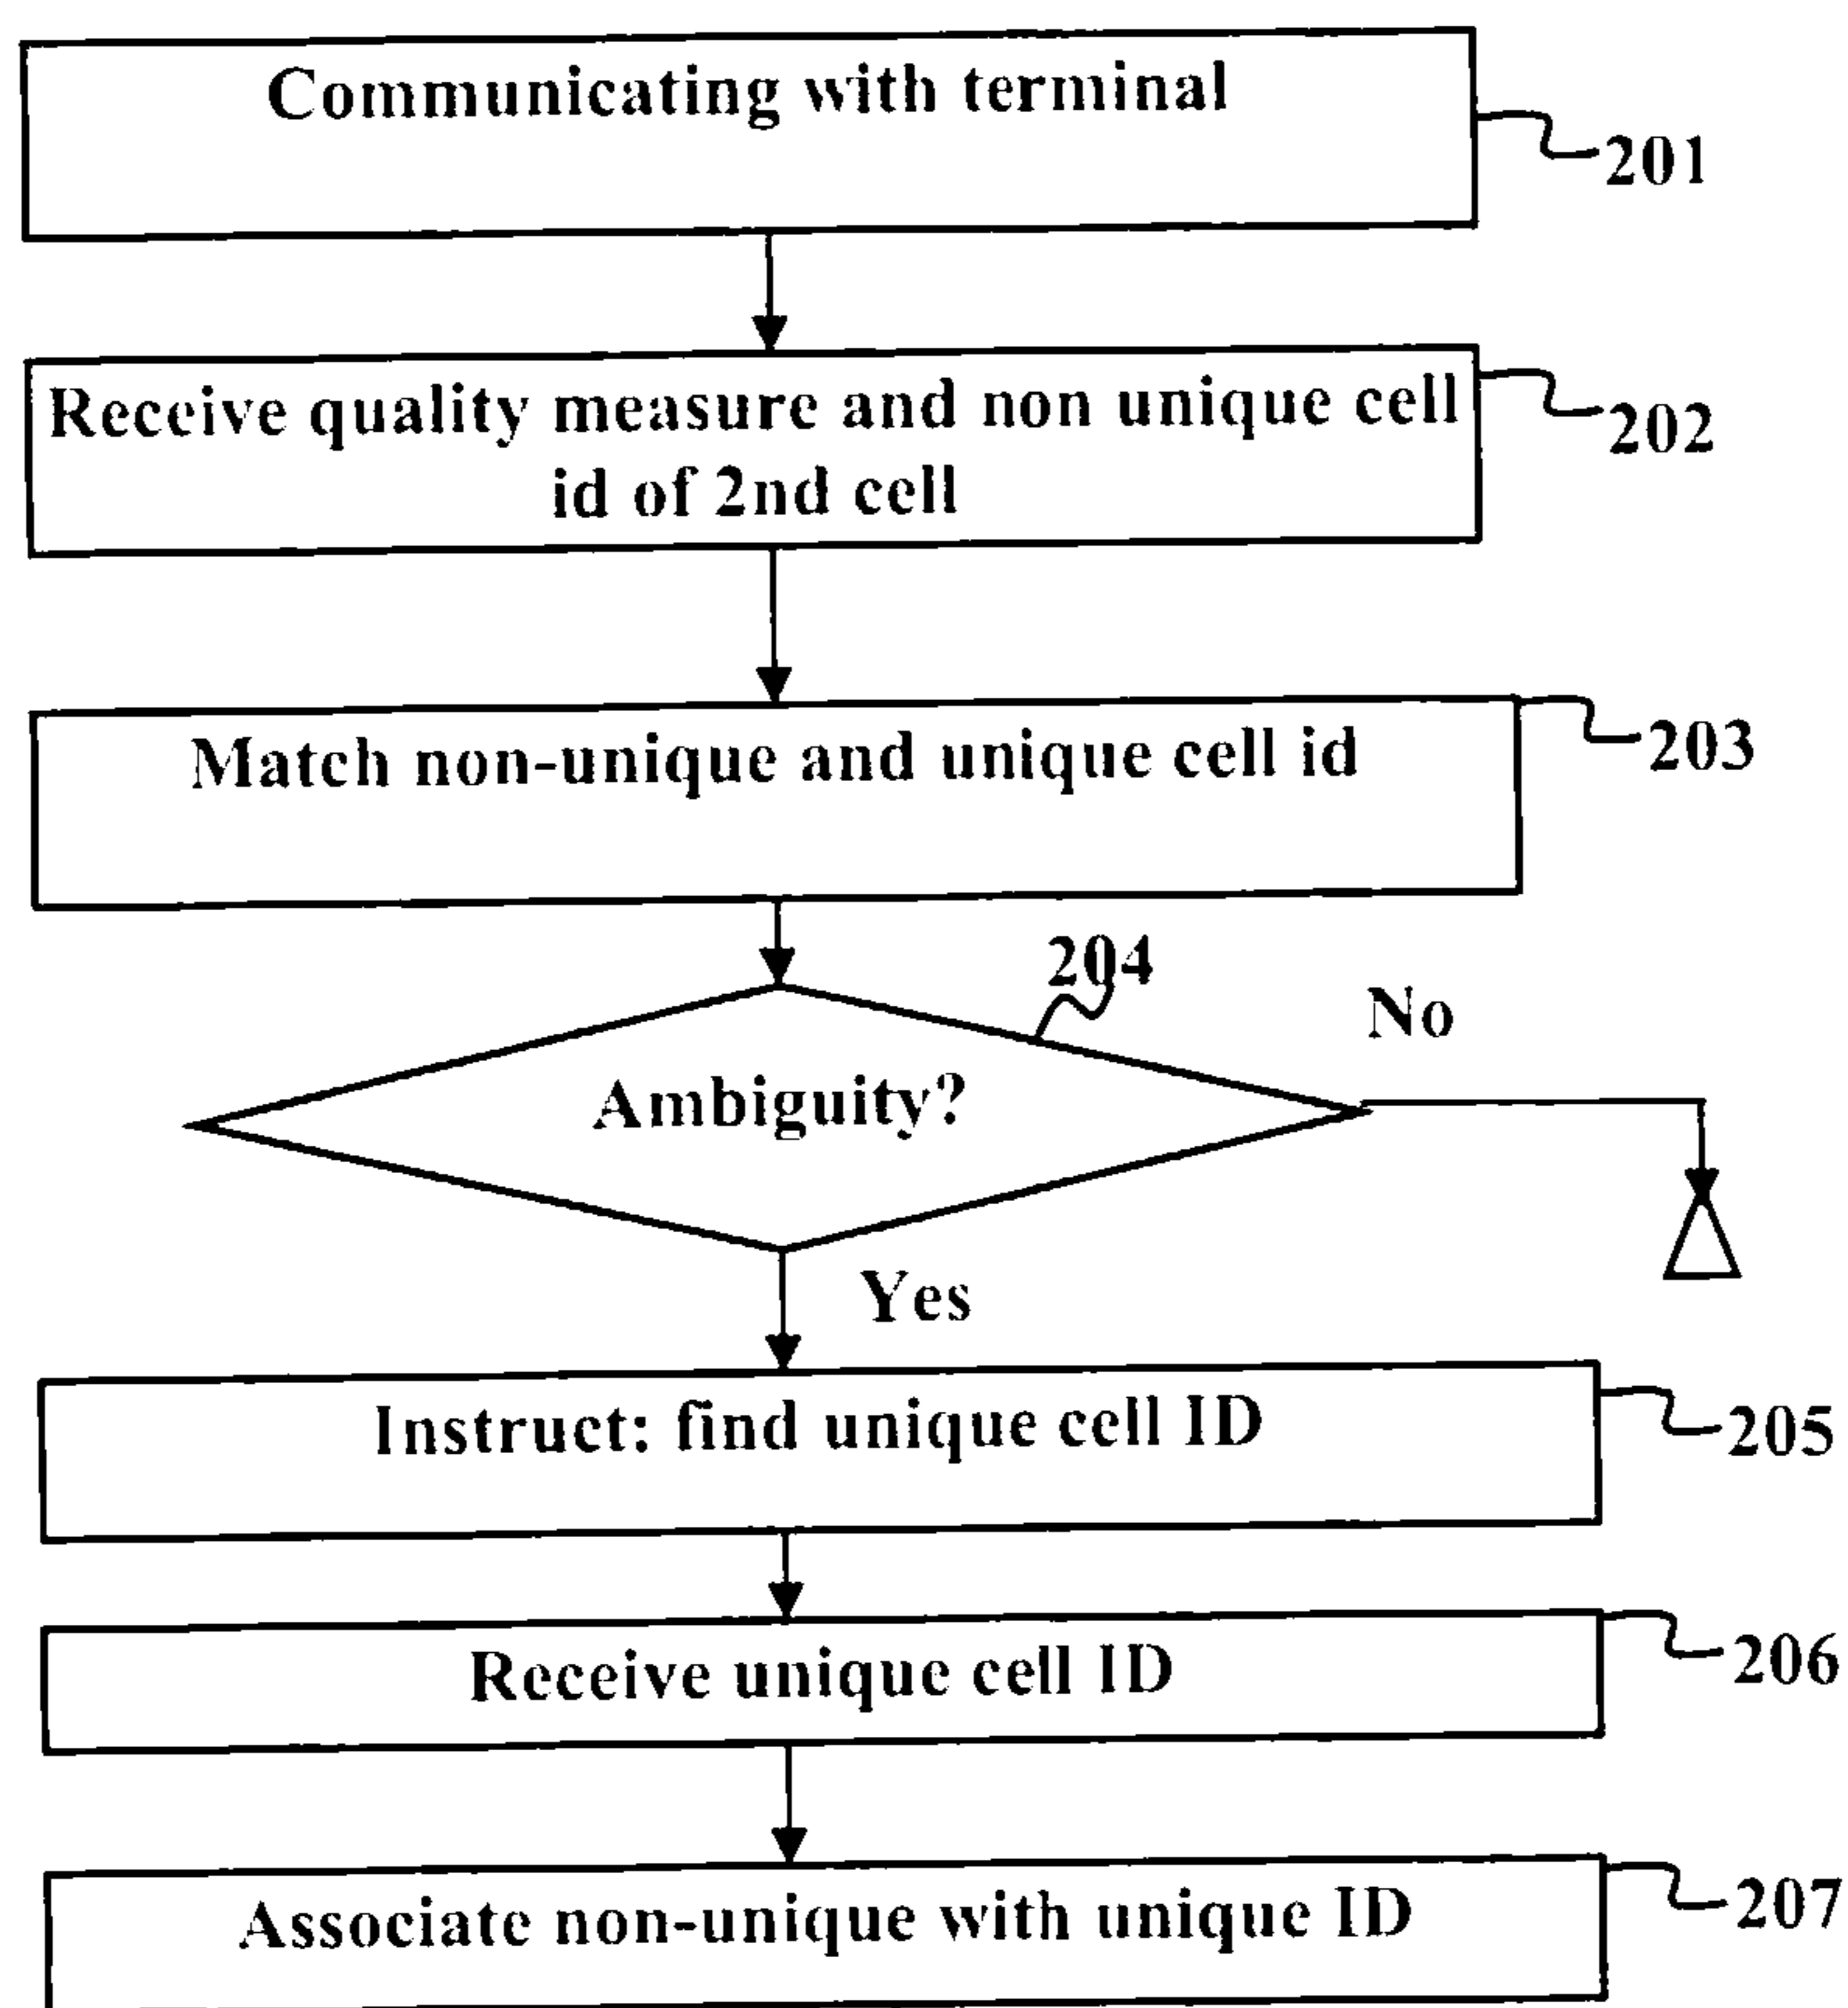 Communicating with terminal
201
Receive quality measure and non unique cell
id of 2nd cell
202
Match non-unique and unique cell id
203
204
No
Ambiguity?
Yes
Instruct: find unique cell ID
205
Receive unique cell ID
206
Associate non-unique with unique ID
207